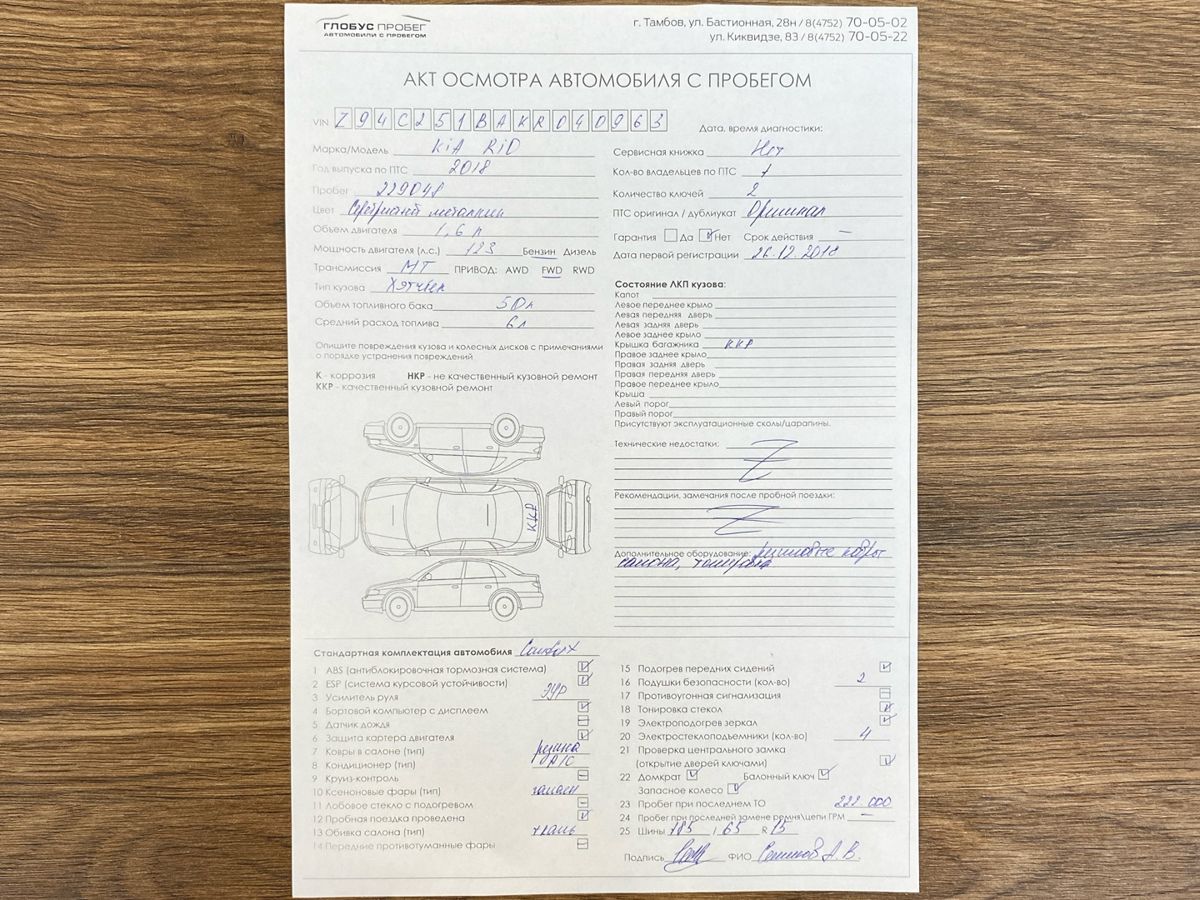 ГЛОБУС ПРОБЕГ
АВТОМОБИЛИ С ПРОБЕГОМ
г. Тамбов, ул. Бастионная, 28н / 8(4752) 70-05-02
ул. Киквидзе, 83 / 8(4752) 70-05-22
АКТ ОСМОТРА АВТОМОБИЛЯ С ПРОБЕГОМ
VIN Z94C251BAKR040963
Дата, время диагностики:
Марка/Модель KIA RIO
Год выпуска по ПТС 2018
Пробег 229048
Цвет Серебристый металлик
Объем двигателя 1,6 л
Мощность двигателя (л.с.) 123 Бензин Дизель
Трансмиссия МТ ПРИВОД: AWD FWD RWD
Тип кузова Хэтчбек
Объем топливного бака 50л
Средний расход топлива 6л
Сервисная книжка Нет
Кол-во владельцев по ПТС 1
Количество ключей 2
ПТС оригинал / дубликат Оригинал
Гарантия Да Нет Срок действия —
Дата первой регистрации 26.12.2018
Опишите повреждения кузова и колесных дисков с примечаниями
о порядке устранения повреждений
К - коррозия НКР - не качественный кузовной ремонт
ККР - качественный кузовной ремонт
ККР
Состояние ЛКП кузова:
Капот
Левое переднее крыло
Левая передняя дверь
Левая задняя дверь
Левое заднее крыло
Крышка багажника ККР
Правое заднее крыло
Правая задняя дверь
Правая передняя дверь
Правое переднее крыло
Крыша
Левый порог
Правый порог
Присутствуют эксплуатационные сколы/царапины.
Технические недостатки:
Рекомендации, замечания после пробной поездки:
Дополнительное оборудование: резиновые ковры
салона, тонировка
Стандартная комплектация автомобиля Comfort
1 ABS (антиблокировочная тормозная система)
2 ESP (система курсовой устойчивости)
3 Усилитель руля ЭУР
4 Бортовой компьютер с дисплеем
5 Датчик дождя
6 Защита картера двигателя
7 Ковры в салоне (тип) резина
8 Кондиционер (тип) A/C
9 Круиз-контроль
10 Ксеноновые фары (тип) галоген
11 Лобовое стекло с подогревом
12 Пробная поездка проведена
13 Обивка салона (тип) ткань
14 Передние противотуманные фары
15 Подогрев передних сидений
16 Подушки безопасности (кол-во) 2
17 Противоугонная сигнализация
18 Тонировка стекол
19 Электроподогрев зеркал
20 Электростеклоподъемники (кол-во) 4
21 Проверка центрального замка
(открытие дверей ключами)
22 Домкрат Балонный ключ
Запасное колесо
23 Пробег при последнем ТО 222.000
24 Пробег при последней замене ремня\цепи ГРМ —
25 Шины 185 / 65 R 15
Подпись ФИО А.В.